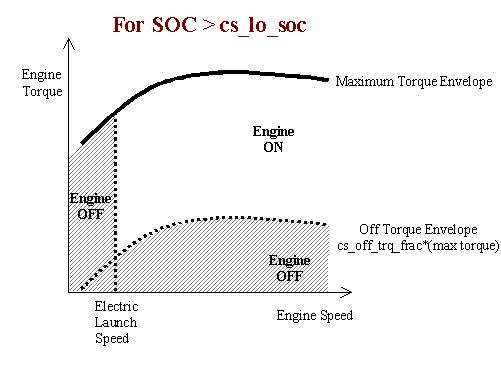 For SOC > cs_lo_soc
Engine
Torque
Maximum Torque Envelope
Engine
ON
Engine
OFF
Off Torque Envelope
cs_off_trq_frac*(max torque)
Engine
OFF
Electric
Launch
Speed
Engine Speed